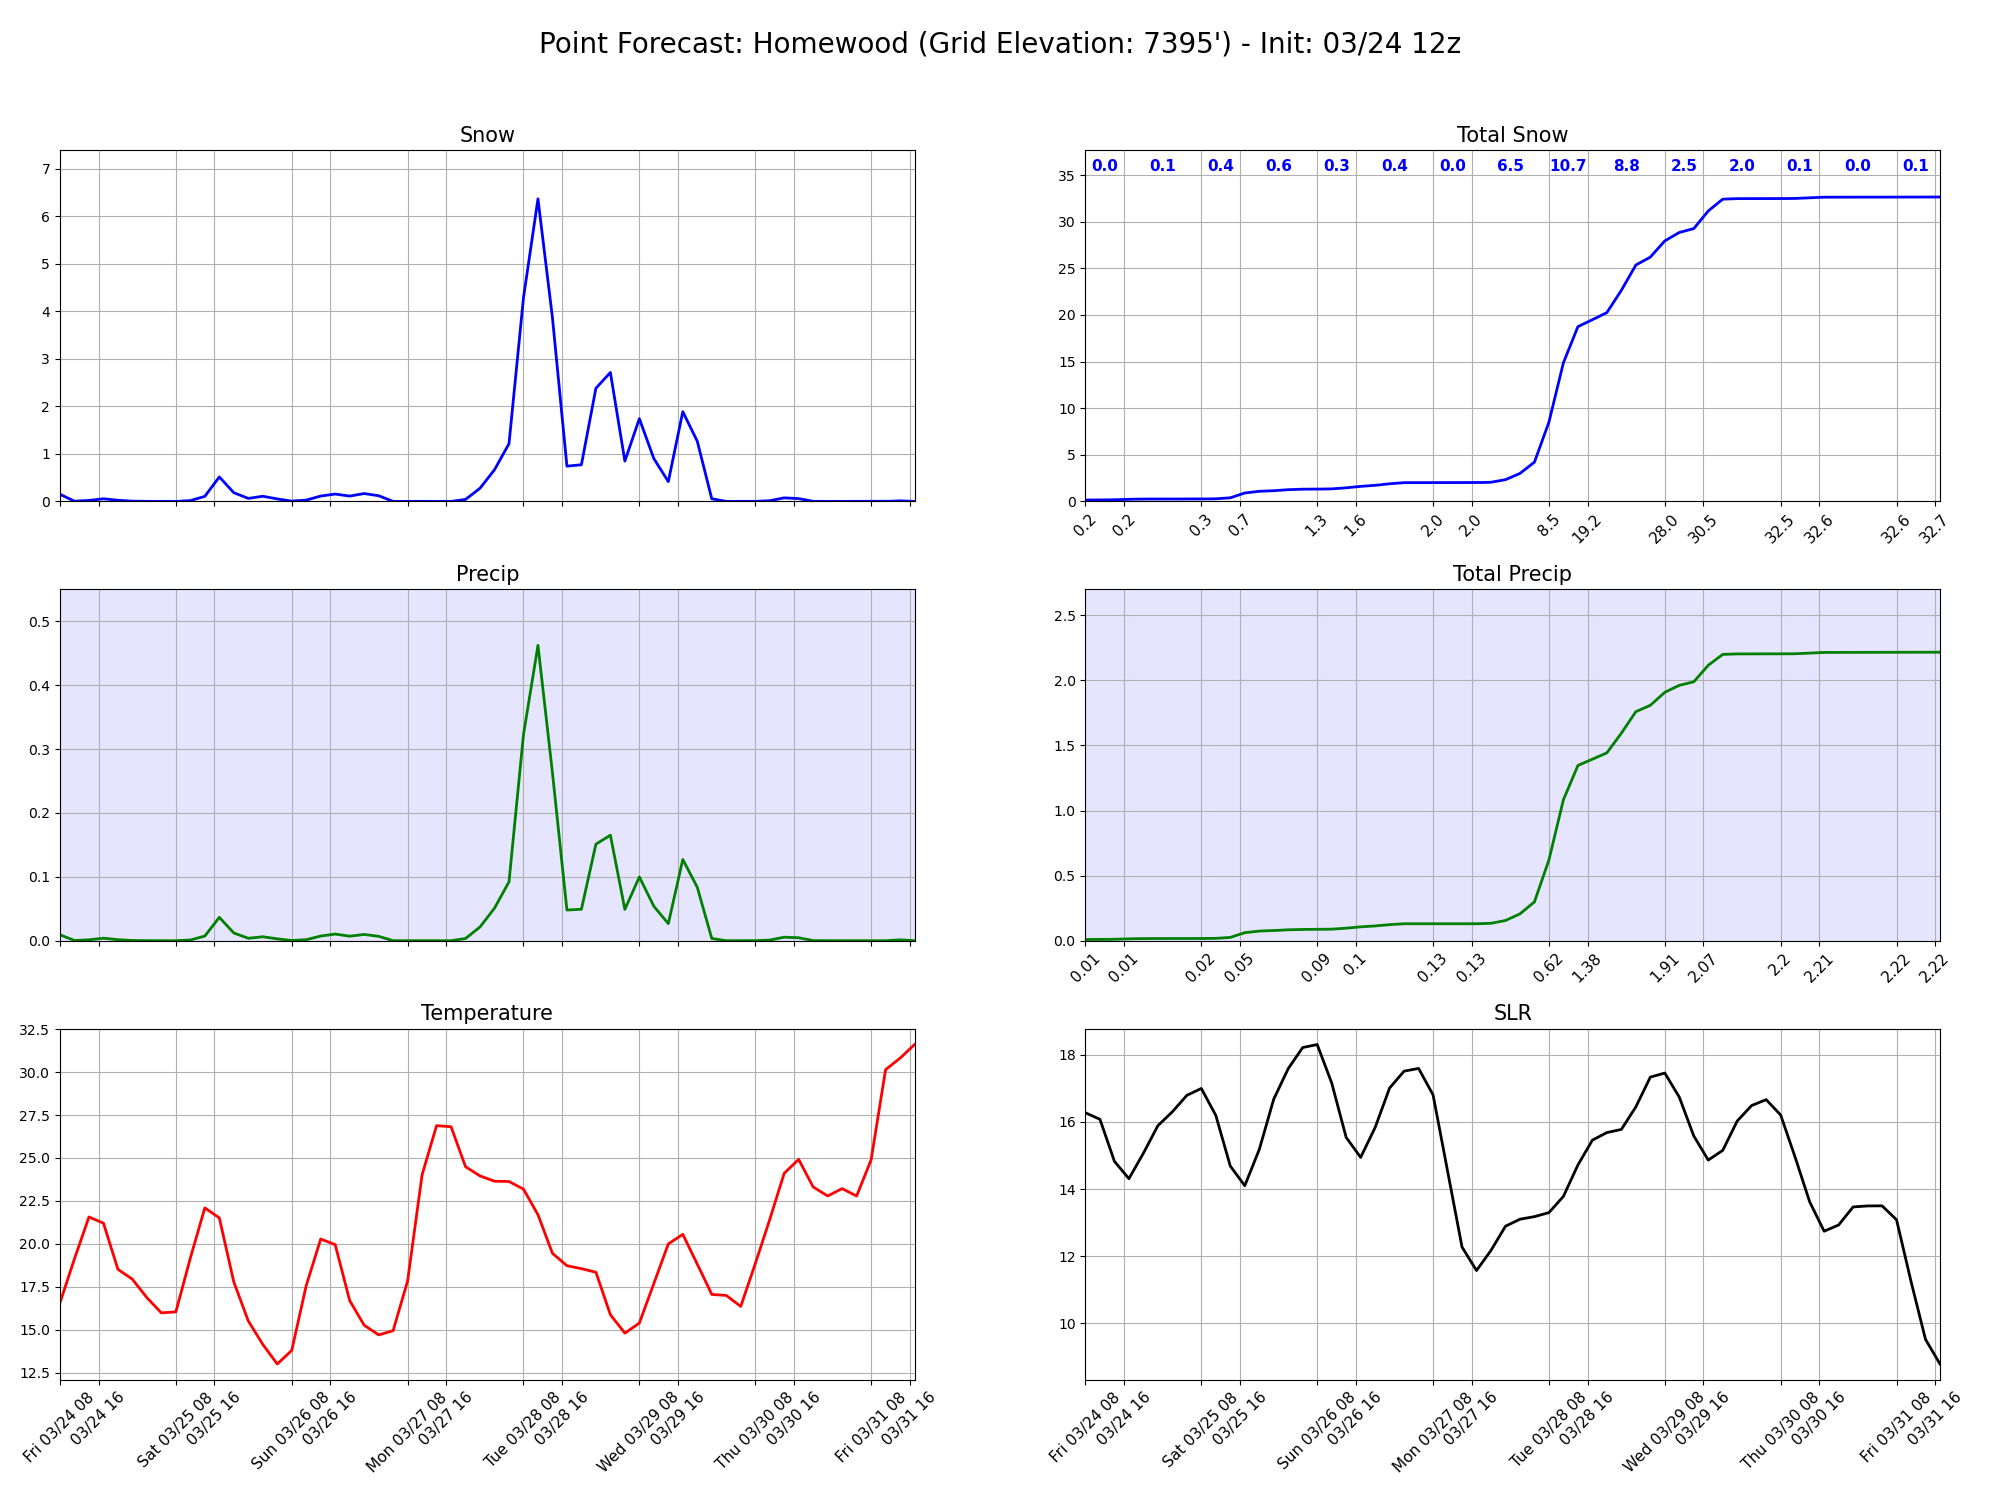 Point Forecast: Homewood (Grid Elevation: 7395') - Init: 03/24 12z
Snow
7
6
5
4
3
2
1
0
Total Snow
0.0 0.1 0.4 0.6 0.3 0.4 0.0 6.5 10.7 8.8 2.5 2.0 0.1 0.0 0.1
35
30
25
20
15
10
5
0
0.2 0.2 0.3 0.7 1.3 1.6 2.0 2.0 8.5 19.2 28.0 30.5 32.5 32.6 32.6 32.7
Precip
0.5
0.4
0.3
0.2
0.1
0.0
Total Precip
2.5
2.0
1.5
1.0
0.5
0.0
0.01 0.01 0.02 0.05 0.09 0.1 0.13 0.13 0.62 1.38 1.91 2.07 2.2 2.21 2.22 2.22
Temperature
32.5
30.0
27.5
25.0
22.5
20.0
17.5
15.0
12.5
Fri 03/24 08
03/24 16
Sat 03/25 08
03/25 16
Sun 03/26 08
03/26 16
Mon 03/27 08
03/27 16
Tue 03/28 08
03/28 16
Wed 03/29 08
03/29 16
Thu 03/30 08
03/30 16
Fri 03/31 08
03/31 16
SLR
18
16
14
12
10
Fri 03/24 08
03/24 16
Sat 03/25 08
03/25 16
Sun 03/26 08
03/26 16
Mon 03/27 08
03/27 16
Tue 03/28 08
03/28 16
Wed 03/29 08
03/29 16
Thu 03/30 08
03/30 16
Fri 03/31 08
03/31 16